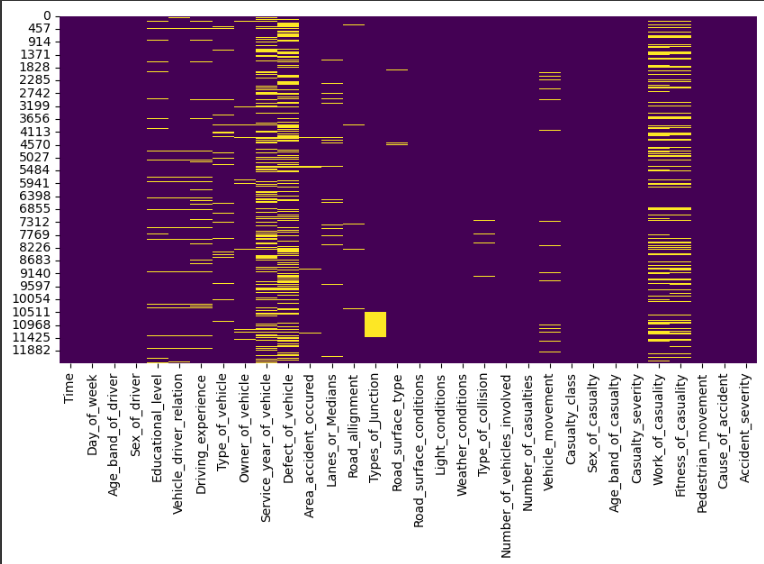 0
457
914
1371
1828
2285
2742
3199
3656
4113
4570
5027
5484
5941
6398
6855
7312
7769
8226
8683
9140
9597
10054
10511
10968
11425
11882
Time
Day_of_week
Age_band_of_driver
Sex_of_driver
Educational_level
Vehicle_driver_relation
Driving_experience
Type_of_vehicle
Owner_of_vehicle
Service_year_of_vehicle
Defect_of_vehicle
Area_accident_occured
Lanes_or_Medians
Road_allignment
Types_of_Junction
Road_surface_type
Road_surface_conditions
Light_conditions
Weather_conditions
Type_of_collision
Number_of_vehicles_involved
Number_of_casualties
Vehicle_movement
Casualty_class
Sex_of_casualty
Age_band_of_casualty
Casualty_severity
Work_of_casualty
Fitness_of_casualty
Pedestrian_movement
Cause_of_accident
Accident_severity